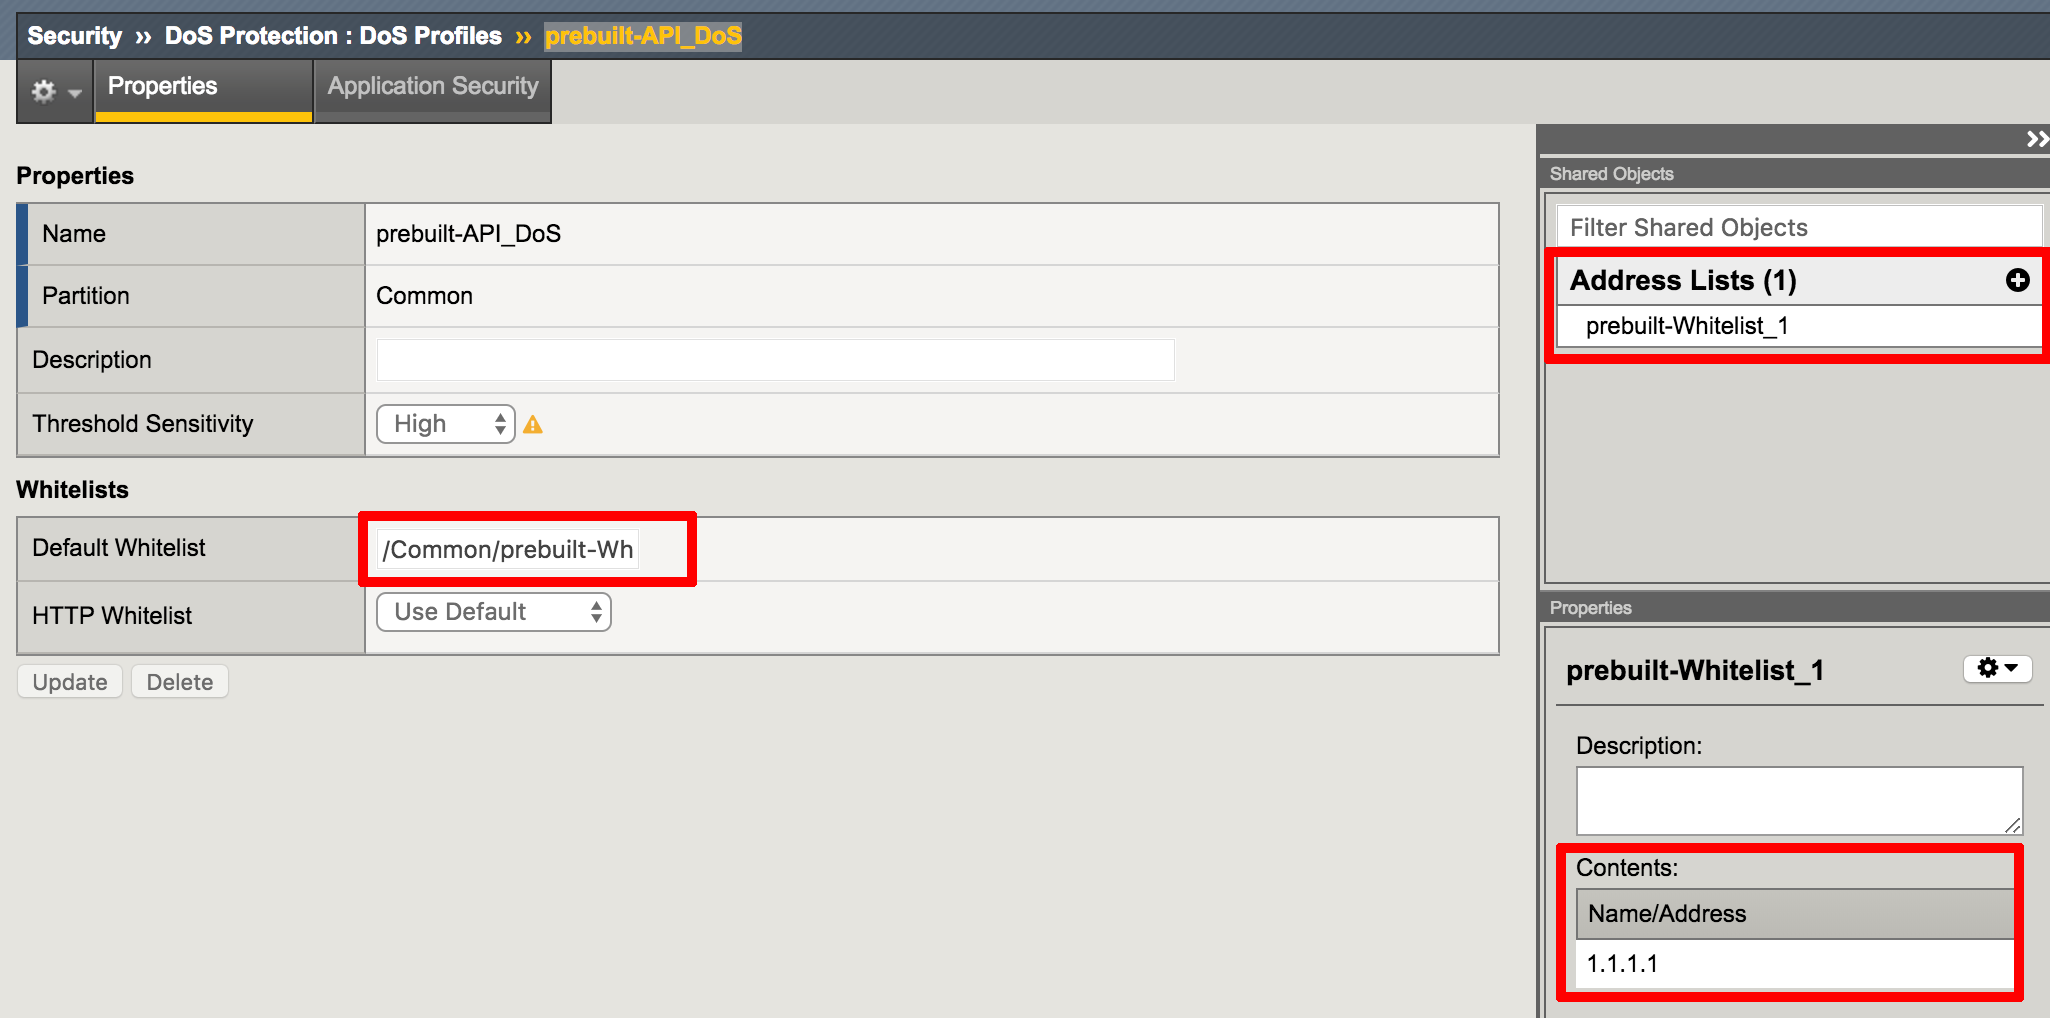 Security ›› DoS Protection : DoS Profiles ›› prebuilt-API_DoS
Properties
Application Security
Properties
Name
prebuilt-API_DoS
Partition
Common
Description
Threshold Sensitivity
High
Whitelists
Default Whitelist
/Common/prebuilt-Wh
HTTP Whitelist
Use Default
Update
Delete
Shared Objects
Filter Shared Objects
Address Lists (1)
prebuilt-Whitelist_1
Properties
prebuilt-Whitelist_1
Description:
Contents:
Name/Address
1.1.1.1